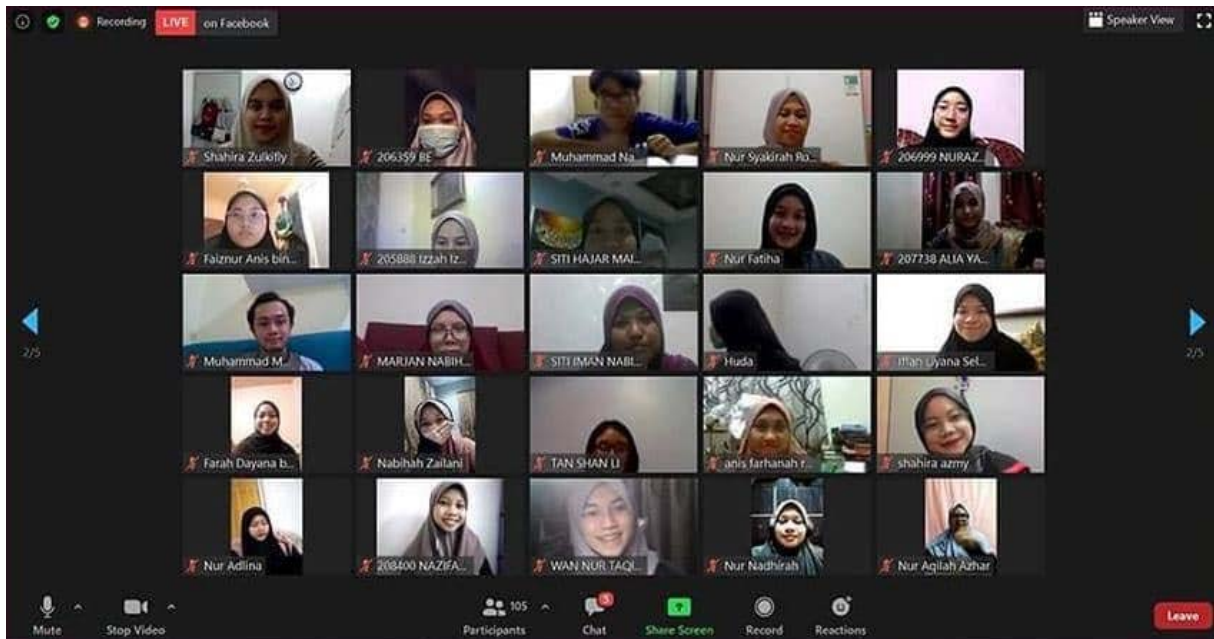 Recording LIVE on Facebook
Speaker View
Shahira Zulkifly
206359 BE
Muhammad Na...
Nur Syakirah Ro...
206999 NURAZ...
Faiznur Anis bin...
205888 Izzah Iz...
SITI HAJAR MAI...
Nur Fatiha
207738 ALIA YA...
2/5
2/5
Muhammad M...
MARJAN NABIH...
SITI IMAN NABI...
Huda
Iffah Liyana Sel...
Farah Dayana b...
Nabihah Zailani
TAN SHAN LI
anis farhanah r...
shahira azmy
Nur Adlina
208400 NAZIFA...
WAN NUR TAQI...
Nur Nadhirah
Nur Aqilah Azhar
105
5
Mute
Stop Video
Participants
Chat
Share Screen
Record
Reactions
Leave